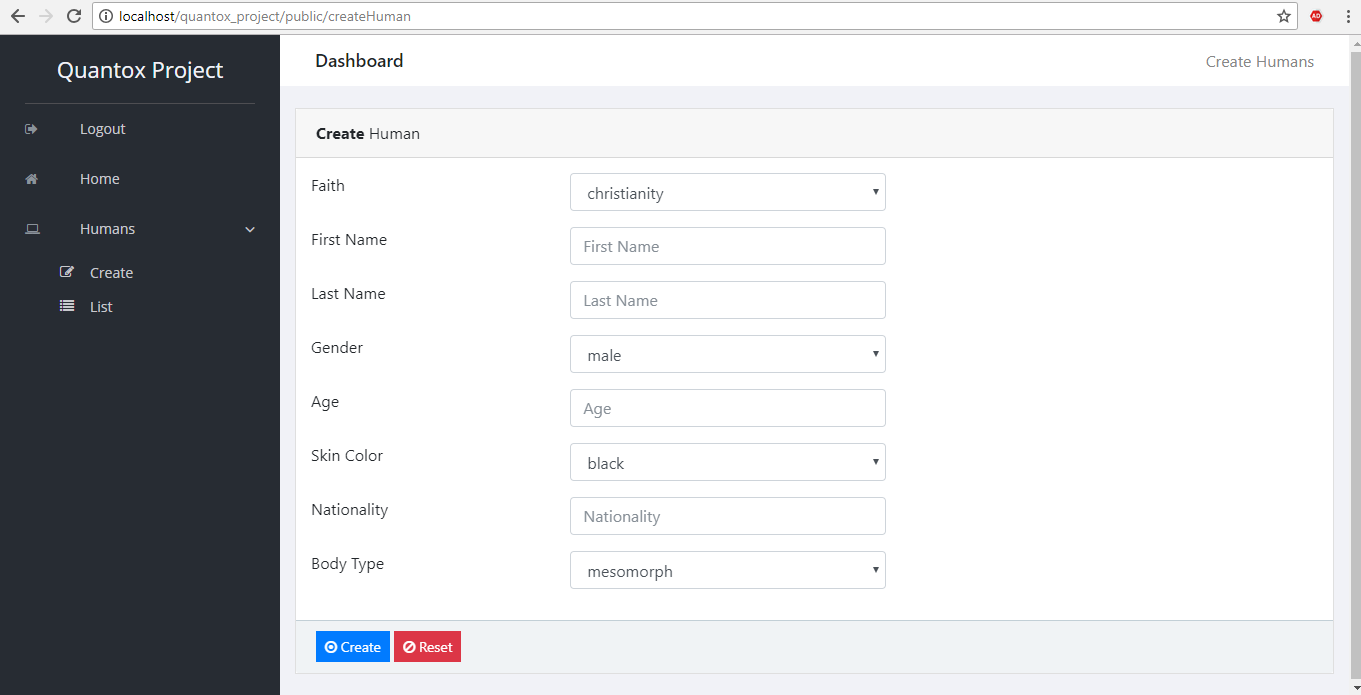 localhost/quantox_project/public/createHuman
Quantox Project
Logout
Home
Humans
Create
List
Dashboard
Create Humans
Create Human
Faith
christianity
First Name
First Name
Last Name
Last Name
Gender
male
Age
Age
Skin Color
black
Nationality
Nationality
Body Type
mesomorph
Create
Reset